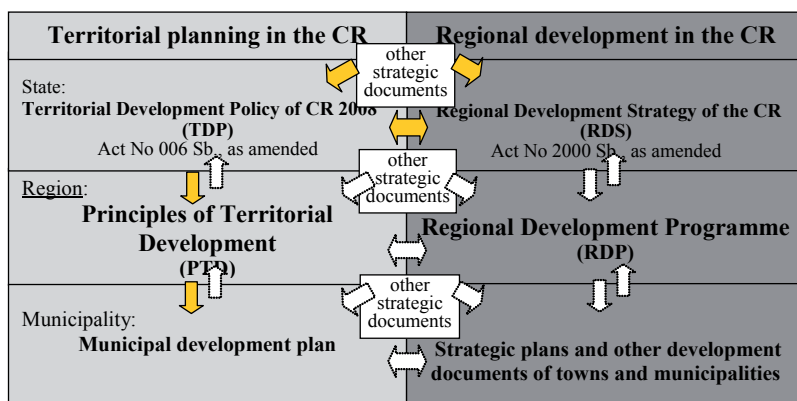 Territorial planning in the CR
Regional development in the CR
other
strategic
documents
State:
Territorial Development Policy of CR 2008
(TDP)
Act No 006 Sb., as amended
Regional Development Strategy of the CR
(RDS)
Act No 2000 Sb., as amended
other
strategic
documents
Region:
Principles of Territorial
Development
(PTD)
Regional Development Programme
(RDP)
other
strategic
documents
Municipality:
Municipal development plan
Strategic plans and other development
documents of towns and municipalities